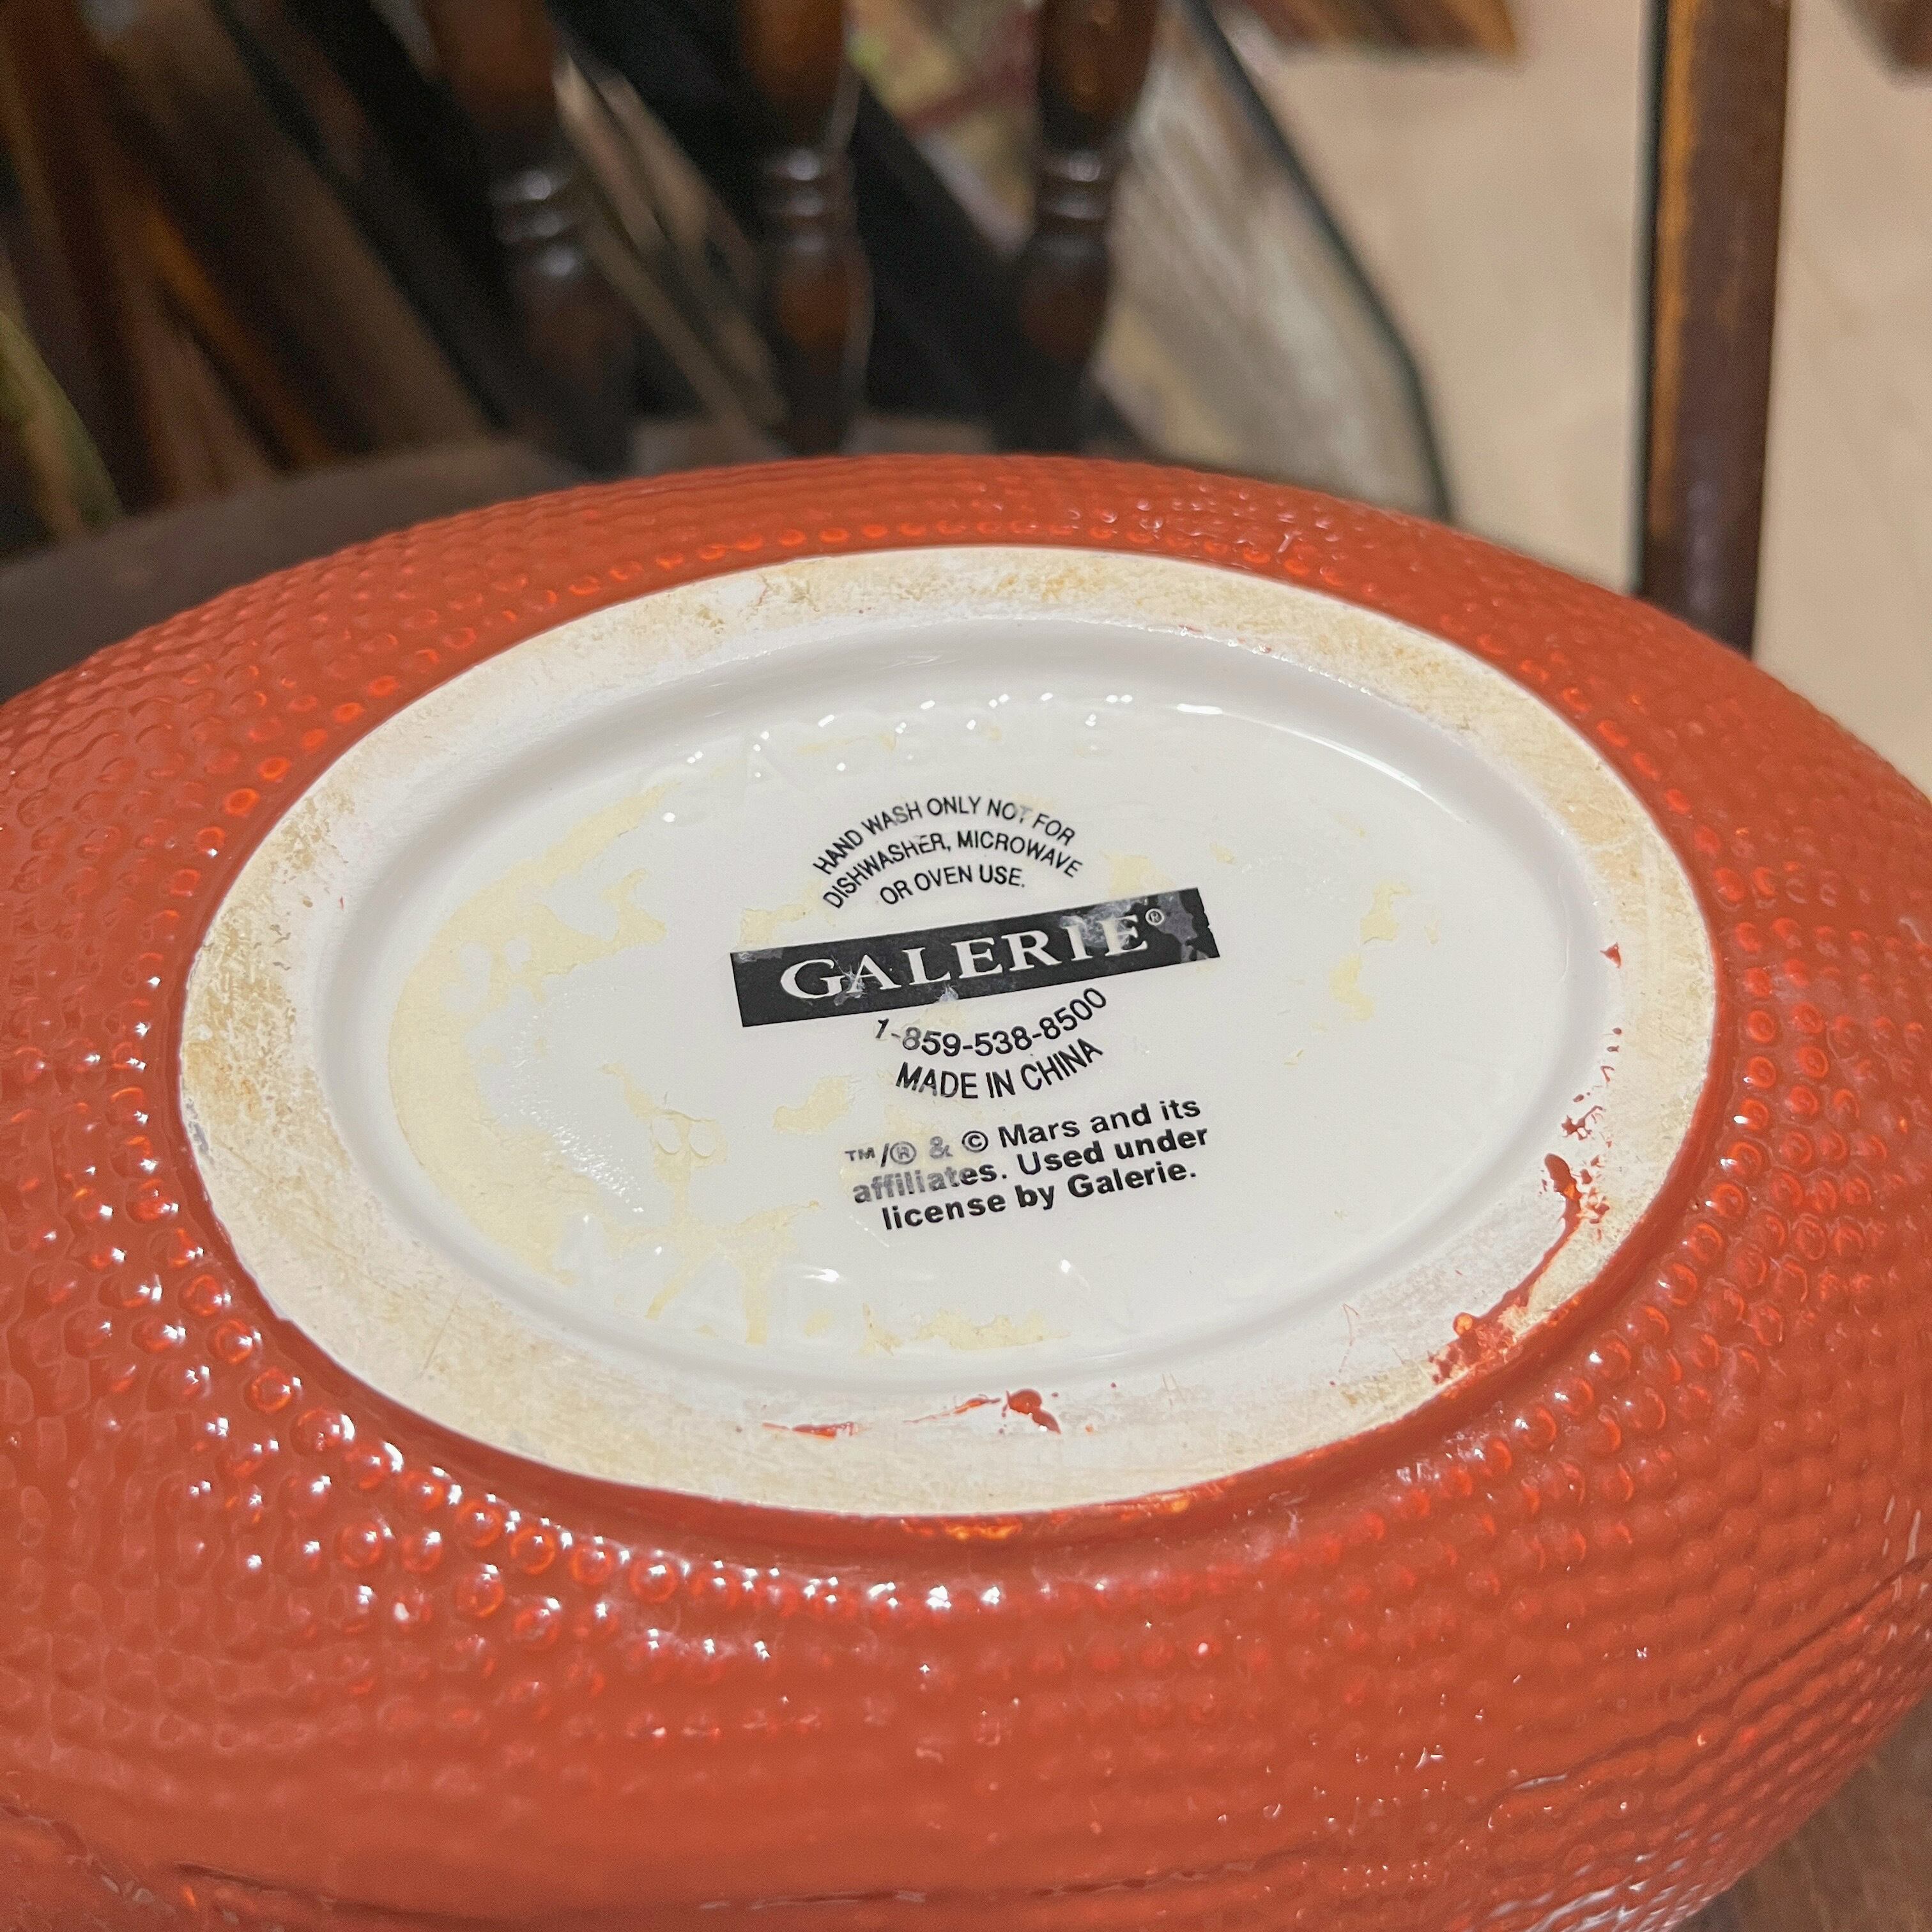 HAND WASH ONLY NOT FOR
DISHWASHER, MICROWAVE
OR OVEN USE.
GALERIE®
1-859-538-8500
MADE IN CHINA
™/® & © Mars and its
affiliates. Used under
license by Galerie.